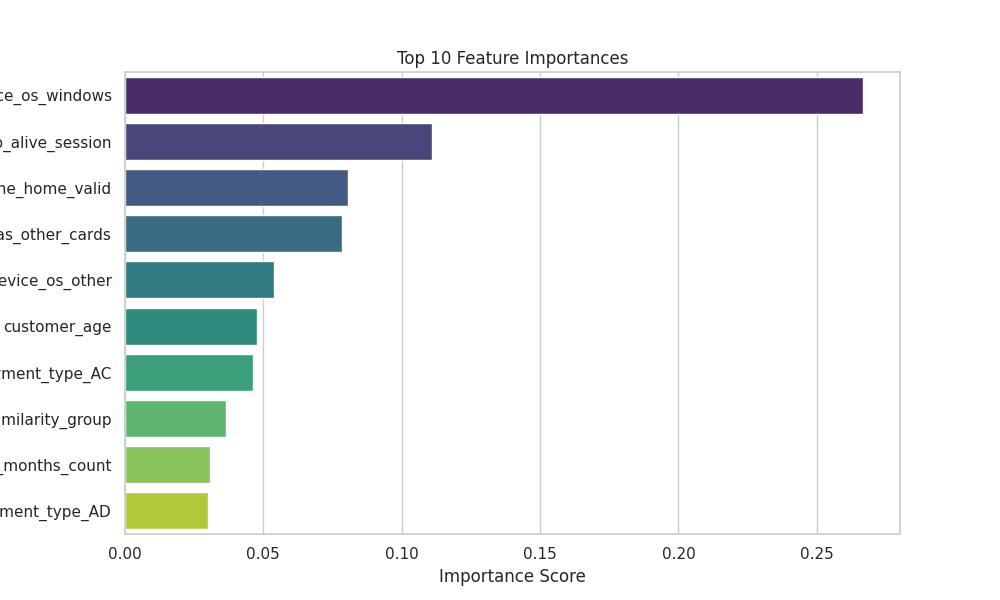 Top 10 Feature Importances
ce_os_windows
_alive_session
ne_home_valid
as_other_cards
evice_os_other
customer_age
ment_type_AC
milarity_group
_months_count
ment_type_AD
0.00 0.05 0.10 0.15 0.20 0.25
Importance Score